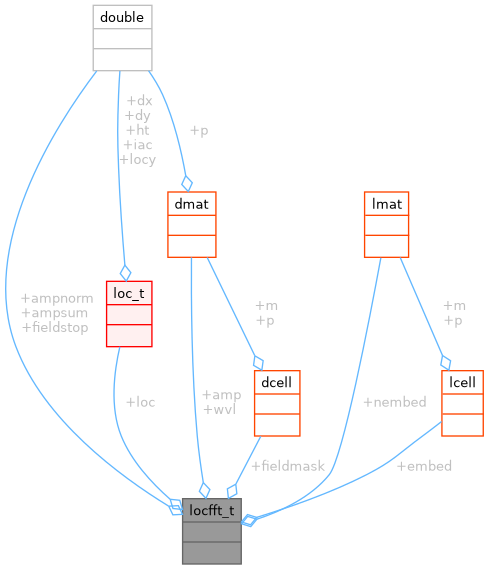 double
+dx
+dy
+ht
+iac
+locy
+p
dmat
lmat
loc_t
+ampnorm
+ampsum
+fieldstop
+m
+p
+m
+p
dcell
lcell
+loc
+amp
+wvl
+nembed
+fieldmask
+embed
locfft_t